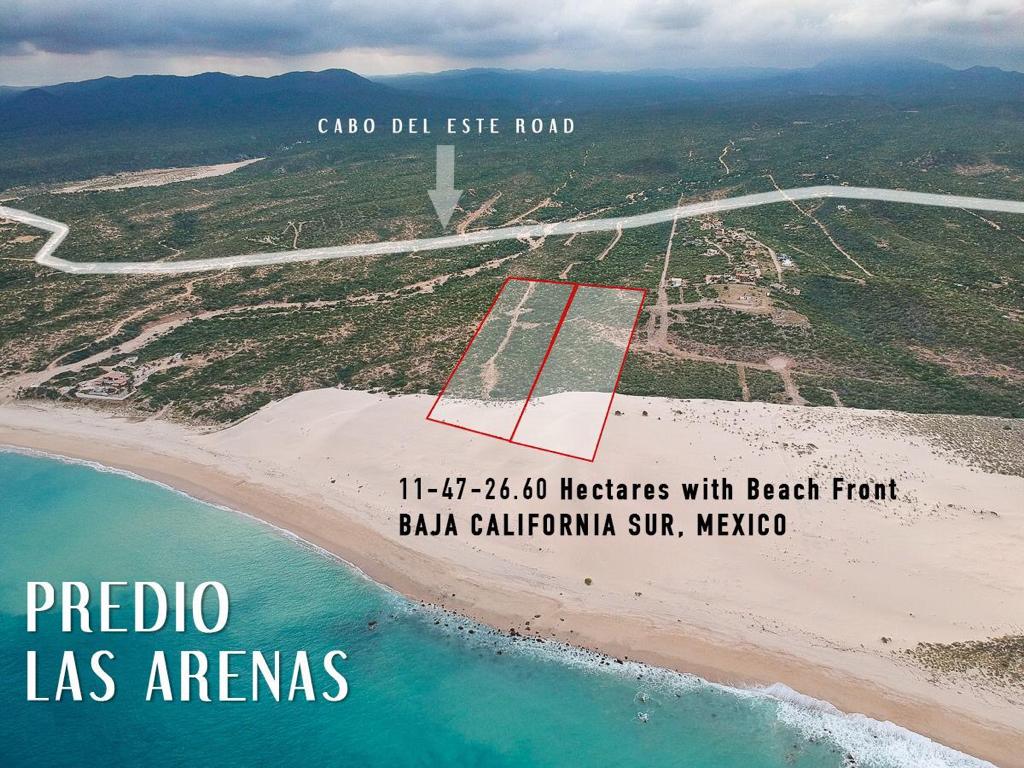 CABO DEL ESTE ROAD
11-47-26.60 Hectares with Beach Front
BAJA CALIFORNIA SUR, MEXICO
PREDIO
LAS ARENAS